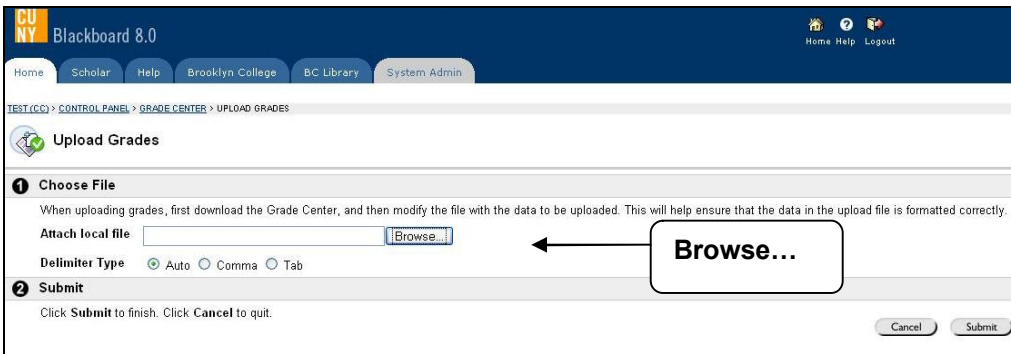 CU
NY Blackboard 8.0
Home Help Logout
Home Scholar Help Brooklyn College BC Library System Admin
TEST (CC) > CONTROL PANEL > GRADE CENTER > UPLOAD GRADES
Upload Grades
1 Choose File
When uploading grades, first download the Grade Center, and then modify the file with the data to be uploaded. This will help ensure that the data in the upload file is formatted correctly.
Attach local file Browse...
Browse…
Delimiter Type Auto Comma Tab
2 Submit
Click Submit to finish. Click Cancel to quit.
Cancel Submit